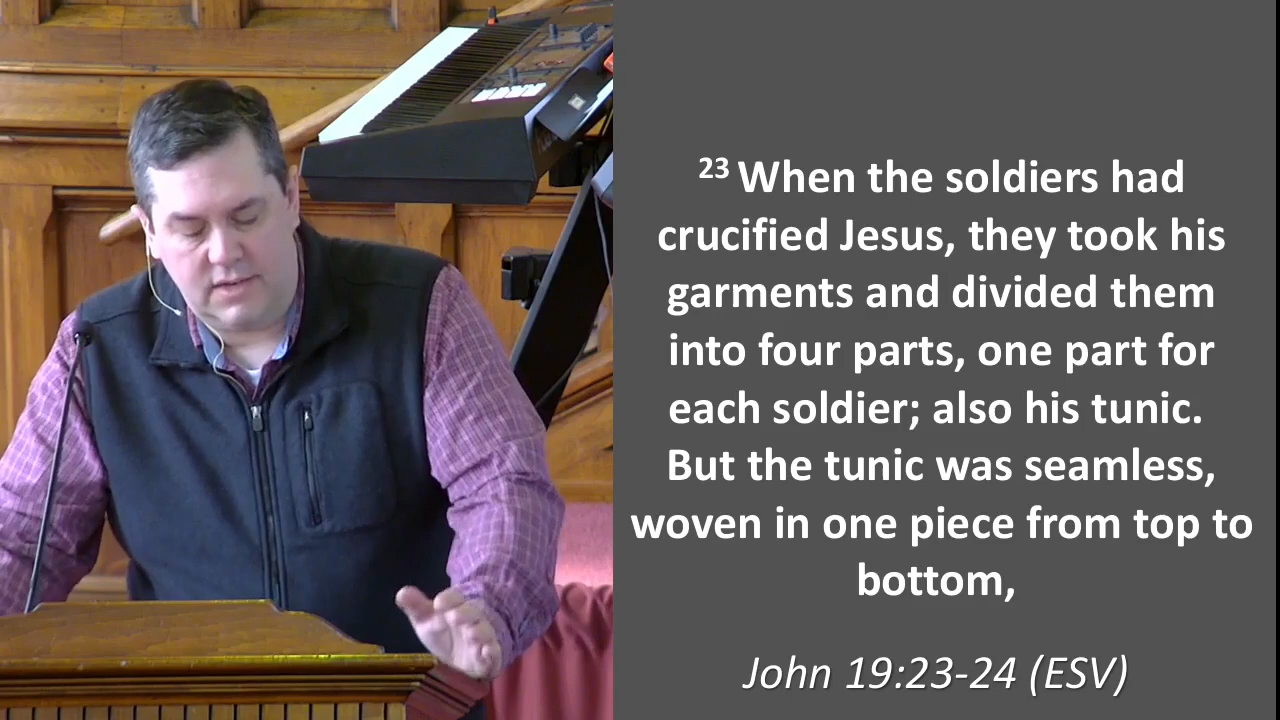 23 When the soldiers had
crucified Jesus, they took his
garments and divided them
into four parts, one part for
each soldier; also his tunic.
But the tunic was seamless,
woven in one piece from top to
bottom,
John 19:23-24 (ESV)